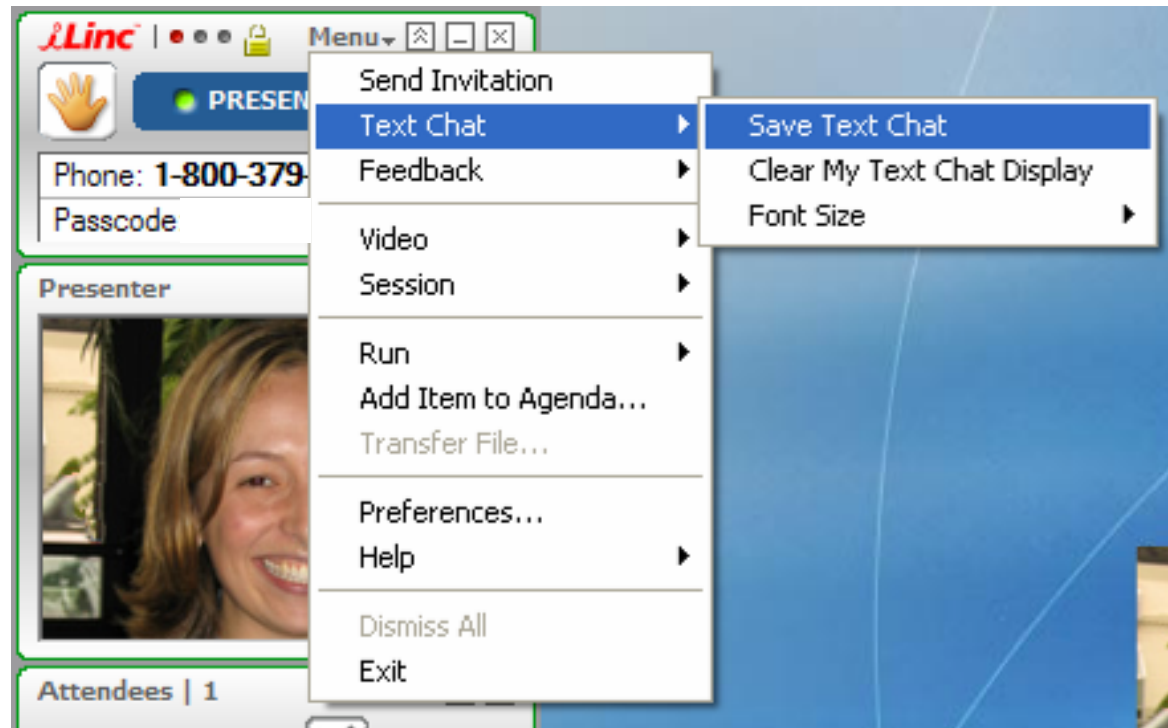 iLinc
Menu
PRESEN
Phone: 1-800-379-
Passcode
Presenter
Attendees | 1
Send Invitation
Text Chat
Feedback
Video
Session
Run
Add Item to Agenda...
Transfer File...
Preferences...
Help
Dismiss All
Exit
Save Text Chat
Clear My Text Chat Display
Font Size